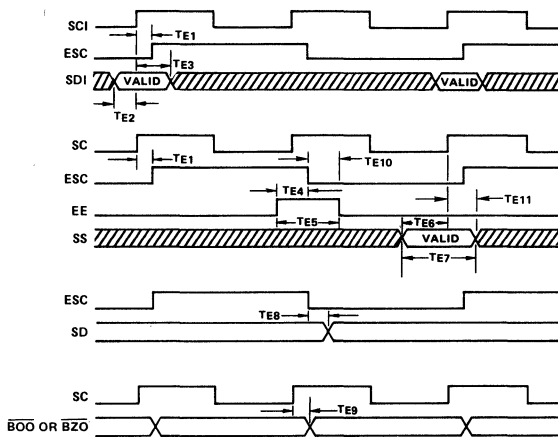 SCI
TE1
ESC
TE3
SDI VALID VALID
TE2
SC
TE1 TE10
ESC
TE4 TE11
EE
TE5 TE6
SS VALID
TE7
ESC
TE8
SD
SC
TE9
BOO OR BZO